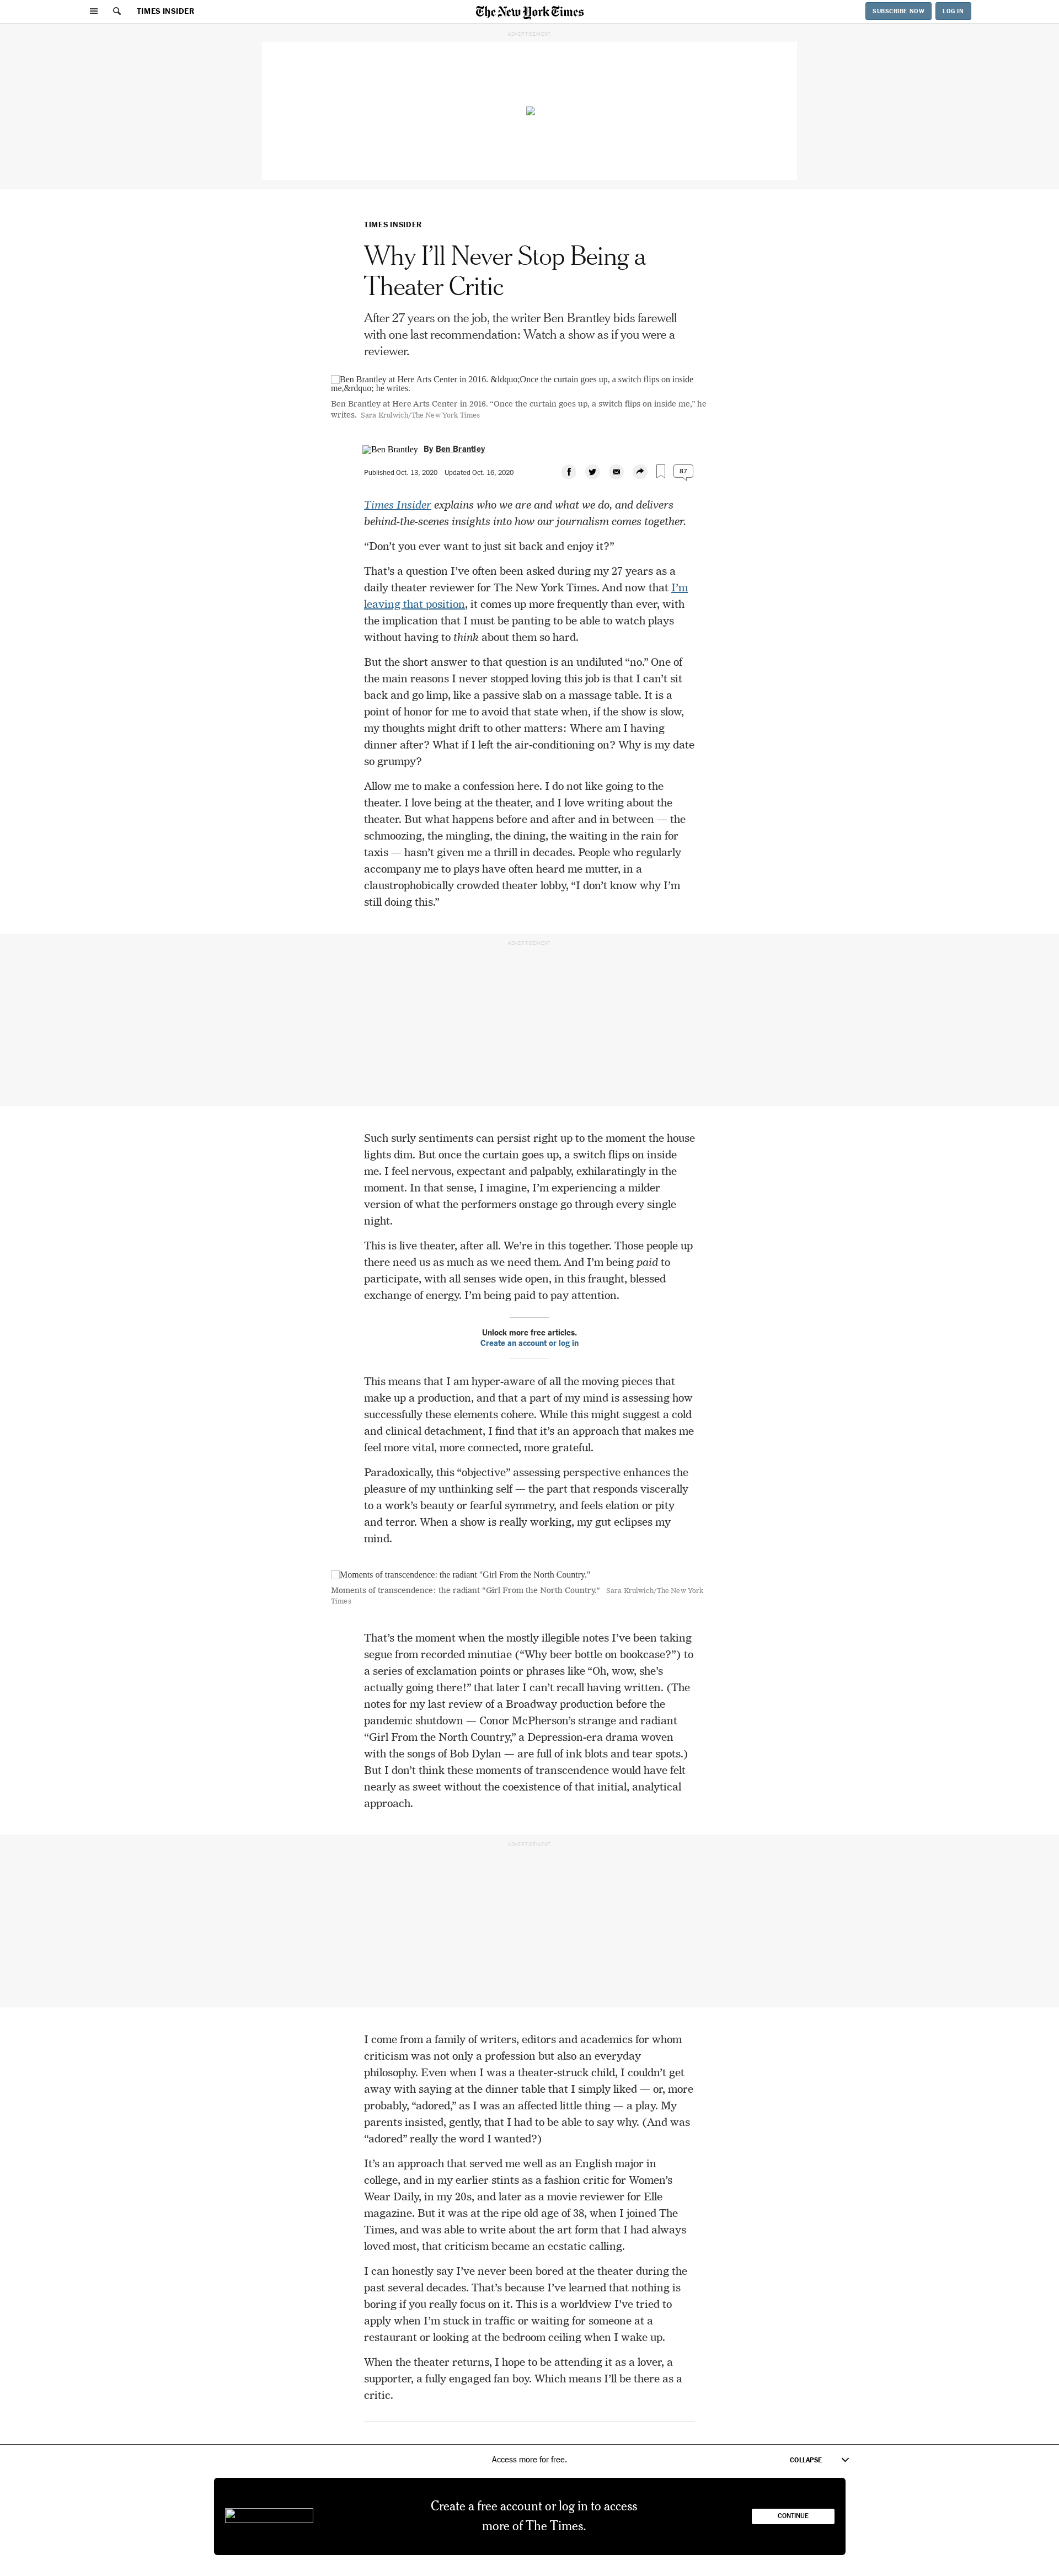 TIMES INSIDER
The New York Times
SUBSCRIBE NOW
LOG IN
ADVERTISEMENT
TIMES INSIDER
Why I’ll Never Stop Being a
Theater Critic
After 27 years on the job, the writer Ben Brantley bids farewell
with one last recommendation: Watch a show as if you were a
reviewer.
Ben Brantley at Here Arts Center in 2016. &ldquo;Once the curtain goes up, a switch flips on inside
me,&rdquo; he writes.
Ben Brantley at Here Arts Center in 2016. “Once the curtain goes up, a switch flips on inside me,” he
writes. Sara Krulwich/The New York Times
Ben Brantley
By Ben Brantley
Published Oct. 13, 2020 Updated Oct. 16, 2020
87
Times Insider explains who we are and what we do, and delivers
behind-the-scenes insights into how our journalism comes together.
“Don’t you ever want to just sit back and enjoy it?”
That’s a question I’ve often been asked during my 27 years as a
daily theater reviewer for The New York Times. And now that I’m
leaving that position, it comes up more frequently than ever, with
the implication that I must be panting to be able to watch plays
without having to think about them so hard.
But the short answer to that question is an undiluted “no.” One of
the main reasons I never stopped loving this job is that I can’t sit
back and go limp, like a passive slab on a massage table. It is a
point of honor for me to avoid that state when, if the show is slow,
my thoughts might drift to other matters: Where am I having
dinner after? What if I left the air-conditioning on? Why is my date
so grumpy?
Allow me to make a confession here. I do not like going to the
theater. I love being at the theater, and I love writing about the
theater. But what happens before and after and in between — the
schmoozing, the mingling, the dining, the waiting in the rain for
taxis — hasn’t given me a thrill in decades. People who regularly
accompany me to plays have often heard me mutter, in a
claustrophobically crowded theater lobby, “I don’t know why I’m
still doing this.”
ADVERTISEMENT
Such surly sentiments can persist right up to the moment the house
lights dim. But once the curtain goes up, a switch flips on inside
me. I feel nervous, expectant and palpably, exhilaratingly in the
moment. In that sense, I imagine, I’m experiencing a milder
version of what the performers onstage go through every single
night.
This is live theater, after all. We’re in this together. Those people up
there need us as much as we need them. And I’m being paid to
participate, with all senses wide open, in this fraught, blessed
exchange of energy. I’m being paid to pay attention.
Unlock more free articles.
Create an account or log in
This means that I am hyper-aware of all the moving pieces that
make up a production, and that a part of my mind is assessing how
successfully these elements cohere. While this might suggest a cold
and clinical detachment, I find that it’s an approach that makes me
feel more vital, more connected, more grateful.
Paradoxically, this “objective” assessing perspective enhances the
pleasure of my unthinking self — the part that responds viscerally
to a work’s beauty or fearful symmetry, and feels elation or pity
and terror. When a show is really working, my gut eclipses my
mind.
Moments of transcendence: the radiant "Girl From the North Country."
Moments of transcendence: the radiant "Girl From the North Country." Sara Krulwich/The New York
Times
That’s the moment when the mostly illegible notes I’ve been taking
segue from recorded minutiae (“Why beer bottle on bookcase?”) to
a series of exclamation points or phrases like “Oh, wow, she’s
actually going there!” that later I can’t recall having written. (The
notes for my last review of a Broadway production before the
pandemic shutdown — Conor McPherson’s strange and radiant
“Girl From the North Country,” a Depression-era drama woven
with the songs of Bob Dylan — are full of ink blots and tear spots.)
But I don’t think these moments of transcendence would have felt
nearly as sweet without the coexistence of that initial, analytical
approach.
ADVERTISEMENT
I come from a family of writers, editors and academics for whom
criticism was not only a profession but also an everyday
philosophy. Even when I was a theater-struck child, I couldn’t get
away with saying at the dinner table that I simply liked — or, more
probably, “adored,” as I was an affected little thing — a play. My
parents insisted, gently, that I had to be able to say why. (And was
“adored” really the word I wanted?)
It’s an approach that served me well as an English major in
college, and in my earlier stints as a fashion critic for Women’s
Wear Daily, in my 20s, and later as a movie reviewer for Elle
magazine. But it was at the ripe old age of 38, when I joined The
Times, and was able to write about the art form that I had always
loved most, that criticism became an ecstatic calling.
I can honestly say I’ve never been bored at the theater during the
past several decades. That’s because I’ve learned that nothing is
boring if you really focus on it. This is a worldview I’ve tried to
apply when I’m stuck in traffic or waiting for someone at a
restaurant or looking at the bedroom ceiling when I wake up.
When the theater returns, I hope to be attending it as a lover, a
supporter, a fully engaged fan boy. Which means I’ll be there as a
critic.
Access more for free.
COLLAPSE
Create a free account or log in to access
more of The Times.
CONTINUE